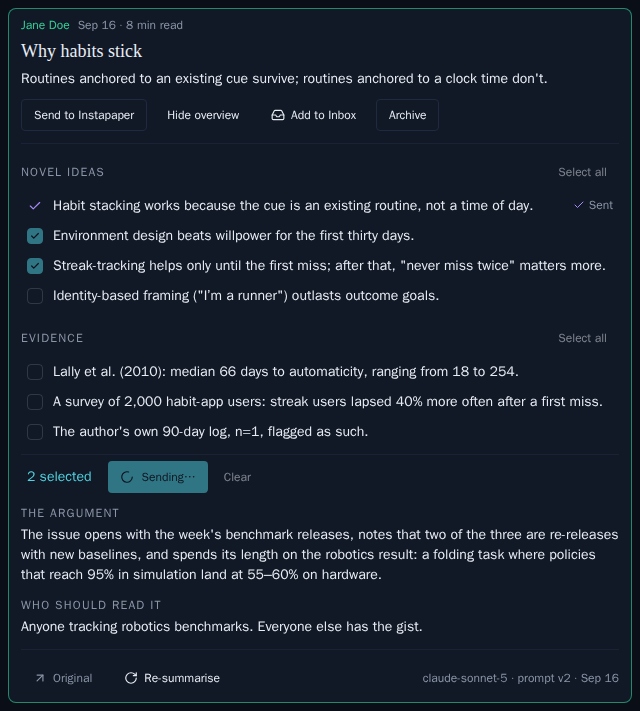 Jane Doe Sep 16 · 8 min read
Why habits stick
Routines anchored to an existing cue survive; routines anchored to a clock time don't.
Send to Instapaper Hide overview Add to Inbox Archive
NOVEL IDEAS Select all
Habit stacking works because the cue is an existing routine, not a time of day. Sent
Environment design beats willpower for the first thirty days.
Streak-tracking helps only until the first miss; after that, "never miss twice" matters more.
Identity-based framing ("I'm a runner") outlasts outcome goals.
EVIDENCE Select all
Lally et al. (2010): median 66 days to automaticity, ranging from 18 to 254.
A survey of 2,000 habit-app users: streak users lapsed 40% more often after a first miss.
The author's own 90-day log, n=1, flagged as such.
2 selected Sending… Clear
THE ARGUMENT
The issue opens with the week's benchmark releases, notes that two of the three are re-releases
with new baselines, and spends its length on the robotics result: a folding task where policies
that reach 95% in simulation land at 55–60% on hardware.
WHO SHOULD READ IT
Anyone tracking robotics benchmarks. Everyone else has the gist.
Original Re-summarise claude-sonnet-5 · prompt v2 · Sep 16